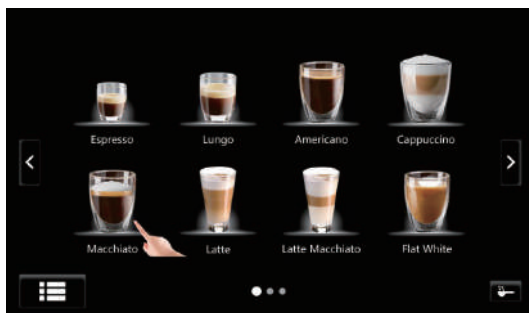 Espresso
Lungo
Americano
Cappuccino
Macchiato
Latte
Latte Macchiato
Flat White